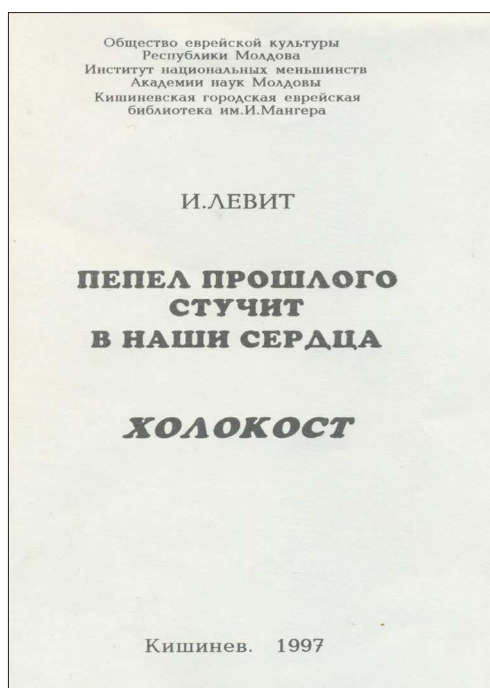 Общество еврейской культуры
Республики Молдова
Институт национальных меньшинств
Академии наук Молдовы
Кишиневская городская еврейская
библиотека им.И.Мангера
И.ЛЕВИТ
ПЕПЕЛ ПРОШЛОГО
СТУЧИТ
В НАШИ СЕРДЦА
ХОЛОКОСТ
Кишинев. 1997